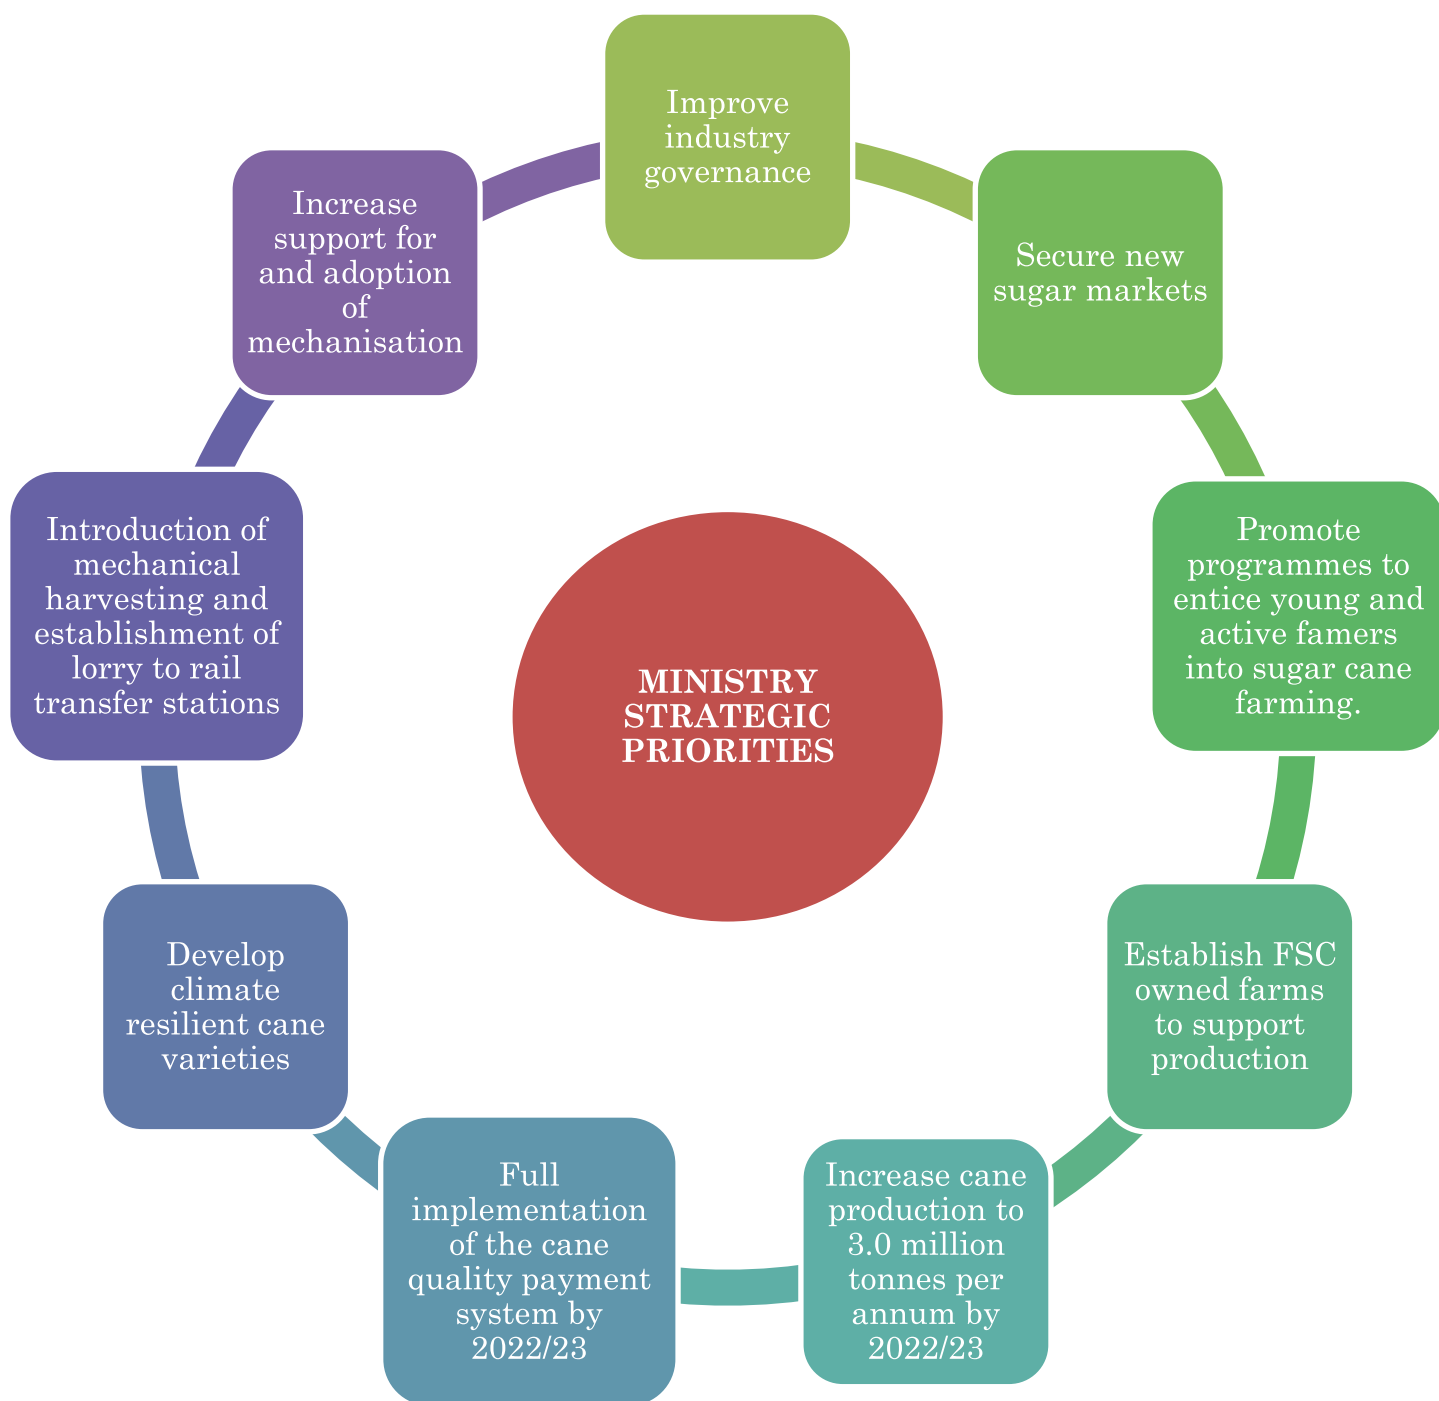 Improve
industry
governance
Secure new
sugar markets
Promote
programmes to
entice young and
active famers
into sugar cane
farming.
Establish FSC
owned farms
to support
production
Increase cane
production to
3.0 million
tonnes per
annum by
2022/23
Full
implementation
of the cane
quality payment
system by
2022/23
Develop
climate
resilient cane
varieties
Introduction of
mechanical
harvesting and
establishment of
lorry to rail
transfer stations
Increase
support for
and adoption
of
mechanisation
MINISTRY
STRATEGIC
PRIORITIES